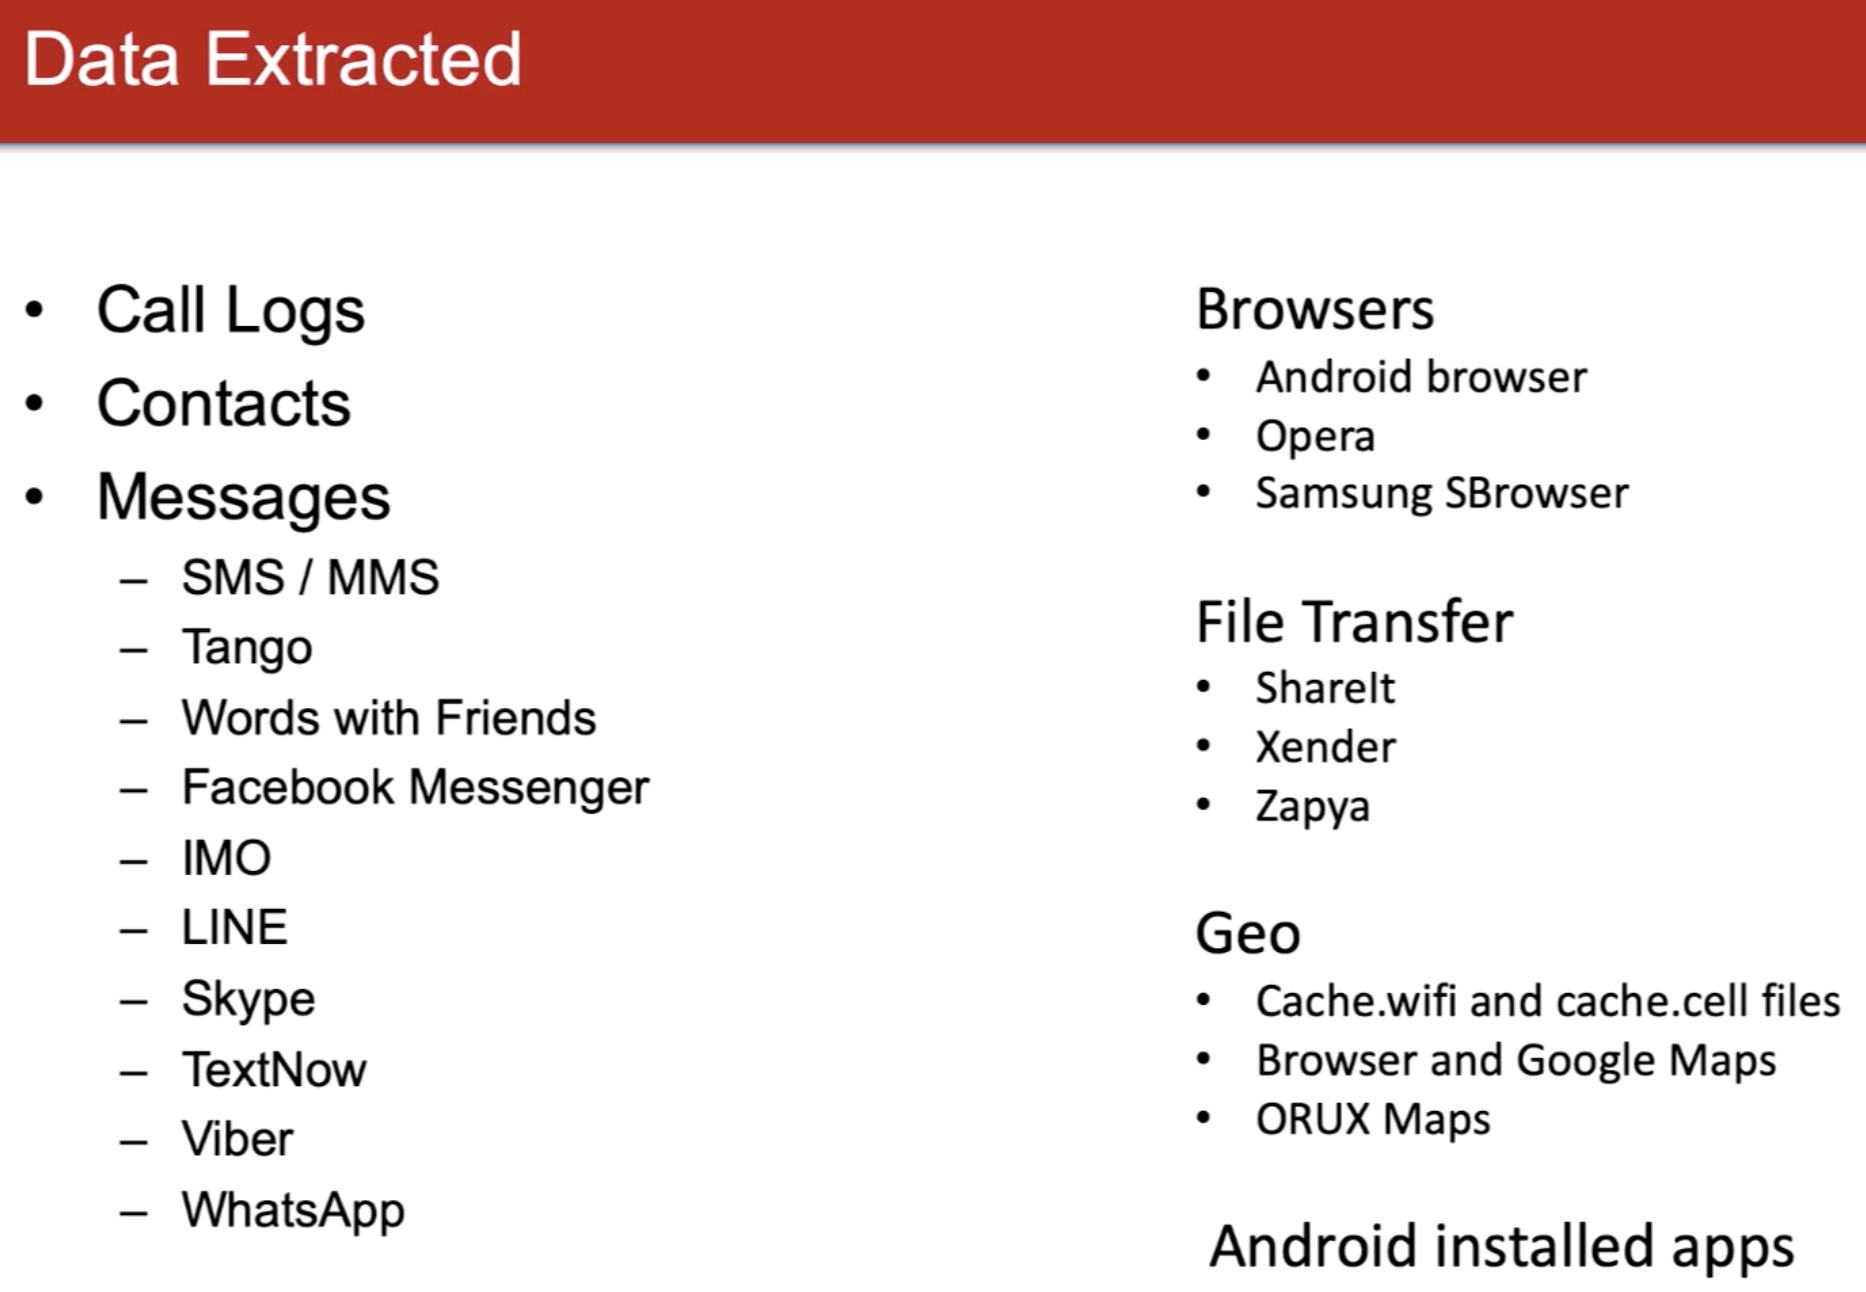 Data Extracted
• Call Logs
• Contacts
• Messages
– SMS / MMS
– Tango
– Words with Friends
– Facebook Messenger
– IMO
– LINE
– Skype
– TextNow
– Viber
– WhatsApp
Browsers
• Android browser
• Opera
• Samsung SBrowser
File Transfer
• ShareIt
• Xender
• Zapya
Geo
• Cache.wifi and cache.cell files
• Browser and Google Maps
• ORUX Maps
Android installed apps